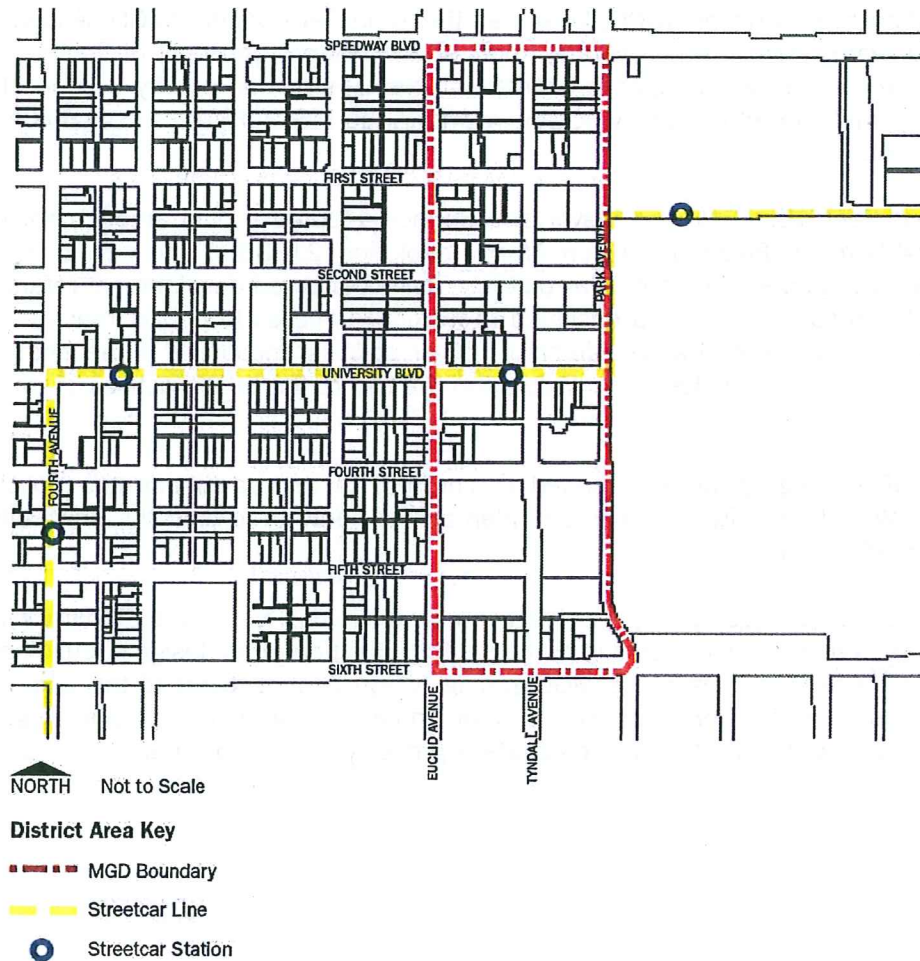 SPEEDWAY BLVD
FIRST STREET
PARK AVENUE
SECOND STREET
UNIVERSITY BLVD
FOURTH AVENUE
FOURTH STREET
FIFTH STREET
SIXTH STREET
EUCLID AVENUE
TYNDALL AVENUE
NORTH Not to Scale
District Area Key
MGD Boundary
Streetcar Line
Streetcar Station